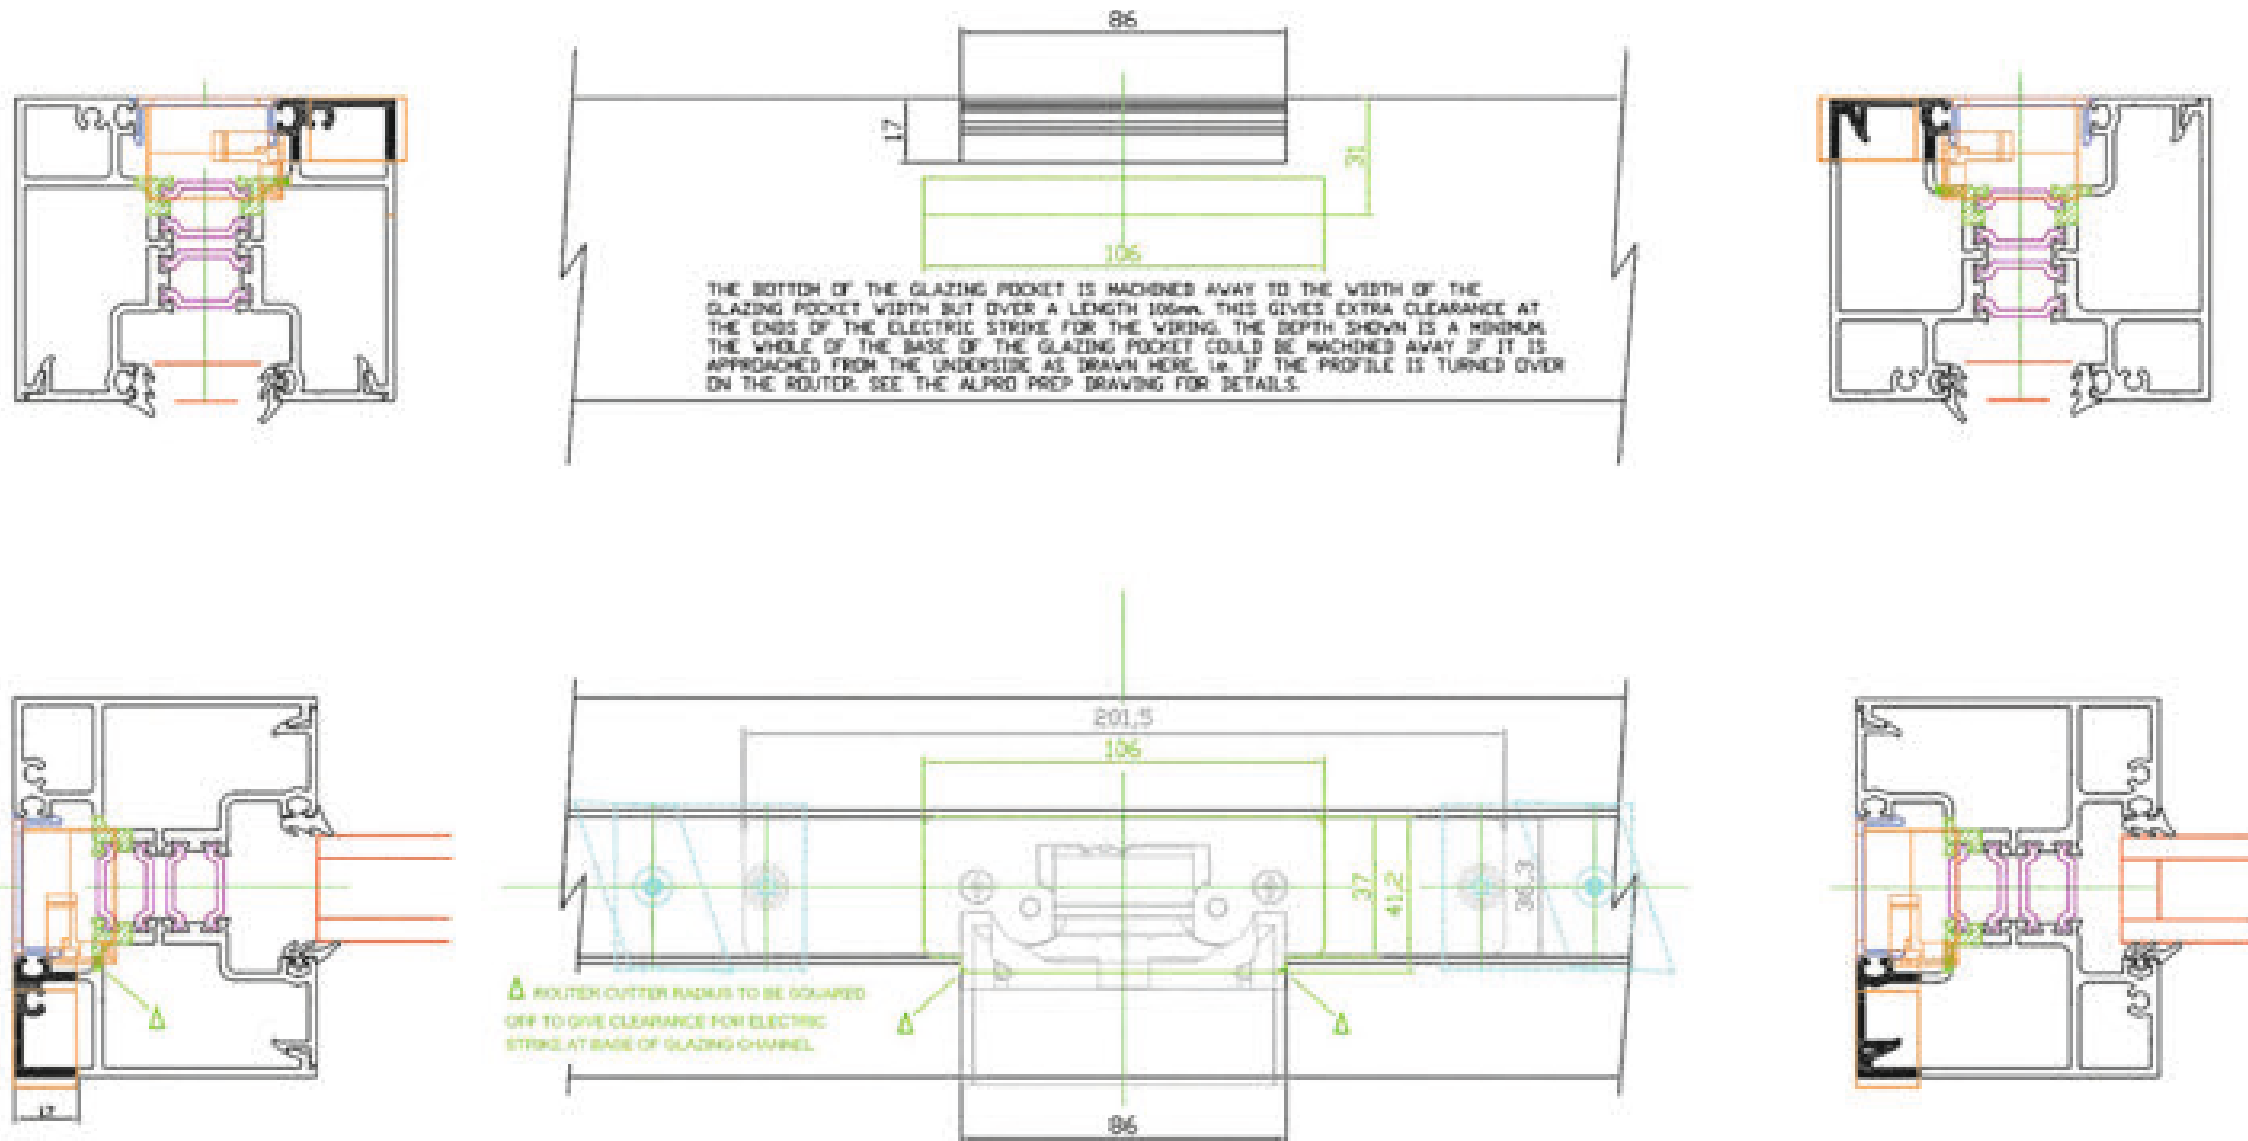 86
17
31
106
THE BOTTOM OF THE GLAZING POCKET IS MACHINED AWAY TO THE WIDTH OF THE
GLAZING POCKET WIDTH BUT OVER A LENGTH 106mm. THIS GIVES EXTRA CLEARANCE AT
THE ENDS OF THE ELECTRIC STRIKE FOR THE WIRING. THE DEPTH SHOWN IS A MINIMUM.
THE WHOLE OF THE BASE OF THE GLAZING POCKET COULD BE MACHINED AWAY IF IT IS
APPROACHED FROM THE UNDERSIDE AS DRAWN HERE. i.e. IF THE PROFILE IS TURNED OVER
ON THE ROUTER. SEE THE ALPRO PREP DRAWING FOR DETAILS.
201,5
106
37
41,2
36,3
Δ ROUTER CUTTER RADIUS TO BE SQUARED
OFF TO GIVE CLEARANCE FOR ELECTRIC
STRIKE AT BASE OF GLAZING CHANNEL
Δ
Δ
Δ
17
86